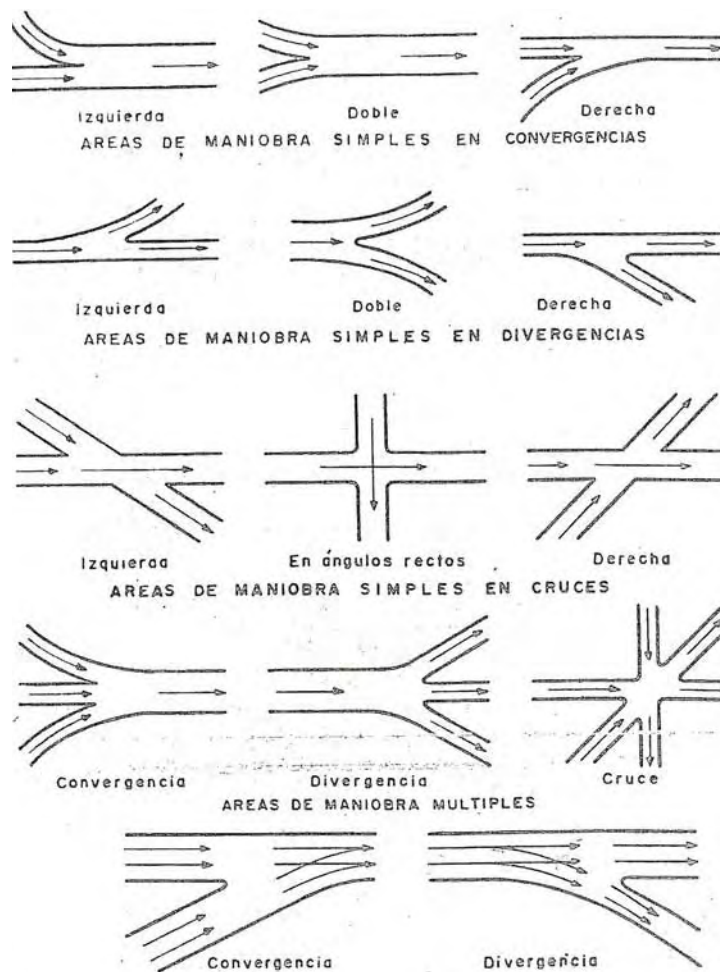 Izquierda Doble Derecha
AREAS DE MANIOBRA SIMPLES EN CONVERGENCIAS
Izquierda Doble Derecha
AREAS DE MANIOBRA SIMPLES EN DIVERGENCIAS
Izquierda En ángulos rectos Derecha
AREAS DE MANIOBRA SIMPLES EN CRUCES
Convergencia Divergencia Cruce
AREAS DE MANIOBRA MULTIPLES
Convergencia Divergencia